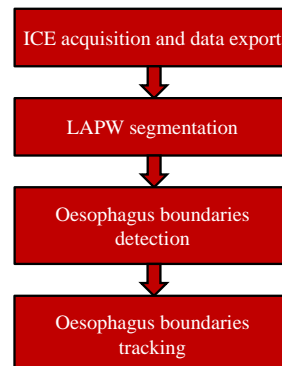 ICE acquisition and data export
LAPW segmentation
Oesophagus boundaries
detection
Oesophagus boundaries
tracking